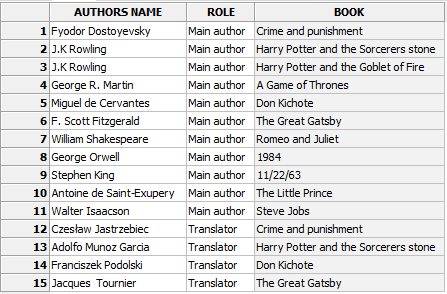 AUTHORS NAME ROLE BOOK
1 Fyodor Dostoyevsky Main author Crime and punishment
2 J.K Rowling Main author Harry Potter and the Sorcerers stone
3 J.K Rowling Main author Harry Potter and the Goblet of Fire
4 George R. Martin Main author A Game of Thrones
5 Miguel de Cervantes Main author Don Kichote
6 F. Scott Fitzgerald Main author The Great Gatsby
7 William Shakespeare Main author Romeo and Juliet
8 George Orwell Main author 1984
9 Stephen King Main author 11/22/63
10 Antoine de Saint-Exupery Main author The Little Prince
11 Walter Isaacson Main author Steve Jobs
12 Czesław Jastrzebiec Translator Crime and punishment
13 Adolfo Munoz Garcia Translator Harry Potter and the Sorcerers stone
14 Franciszek Podolski Translator Don Kichote
15 Jacques Tournier Translator The Great Gatsby